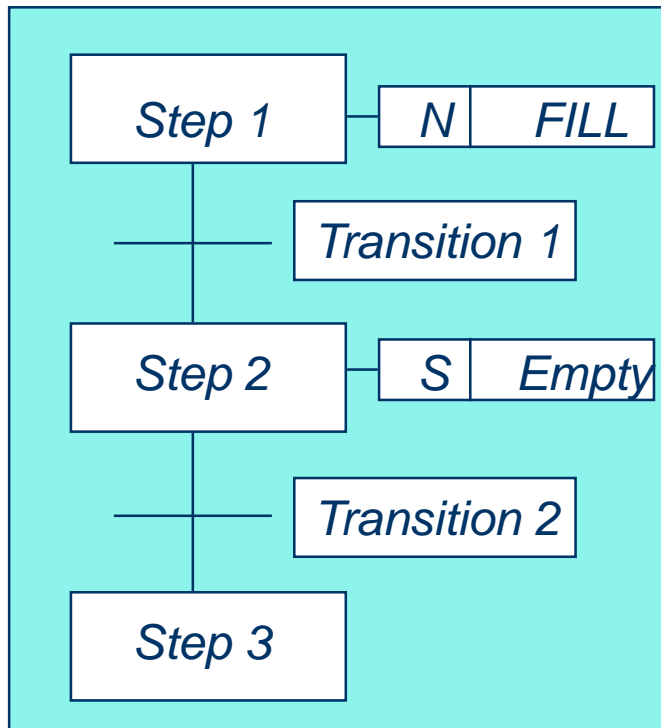 Step 1
N FILL
Transition 1
Step 2
S Empty
Transition 2
Step 3